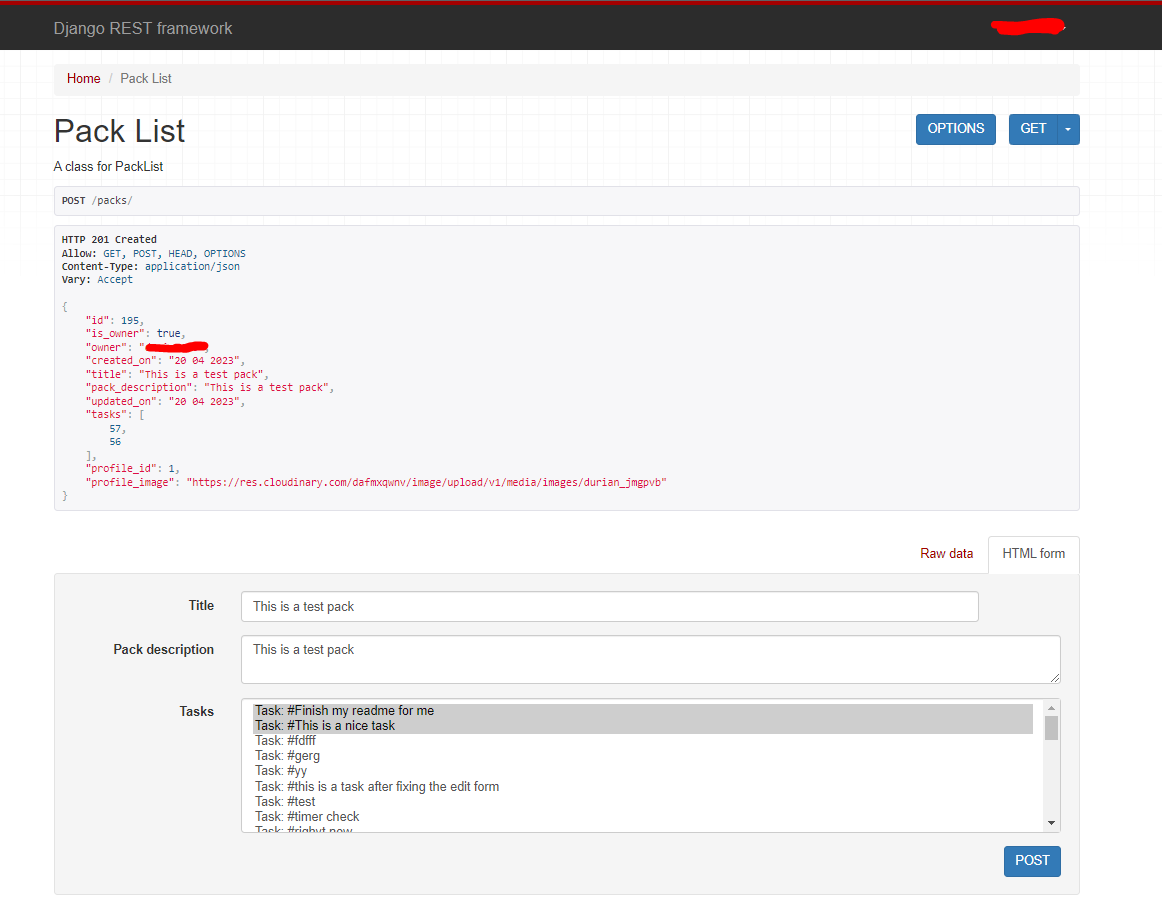 Django REST framework
Home / Pack List
Pack List
OPTIONS
GET
A class for PackList
POST /packs/
HTTP 201 Created
Allow: GET, POST, HEAD, OPTIONS
Content-Type: application/json
Vary: Accept
{
"id": 195,
"is_owner": true,
"owner": "
"created_on": "20 04 2023",
"title": "This is a test pack",
"pack_description": "This is a test pack",
"updated_on": "20 04 2023",
"tasks": [
57,
56
],
"profile_id": 1,
"profile_image": "https://res.cloudinary.com/dafmxqwnv/image/upload/v1/media/images/durian_jmgpvb"
}
Raw data
HTML form
Title
This is a test pack
Pack description
This is a test pack
Tasks
Task: #Finish my readme for me
Task: #This is a nice task
Task: #fdfff
Task: #gerg
Task: #yy
Task: #this is a task after fixing the edit form
Task: #test
Task: #timer check
Task: #righyt now
POST